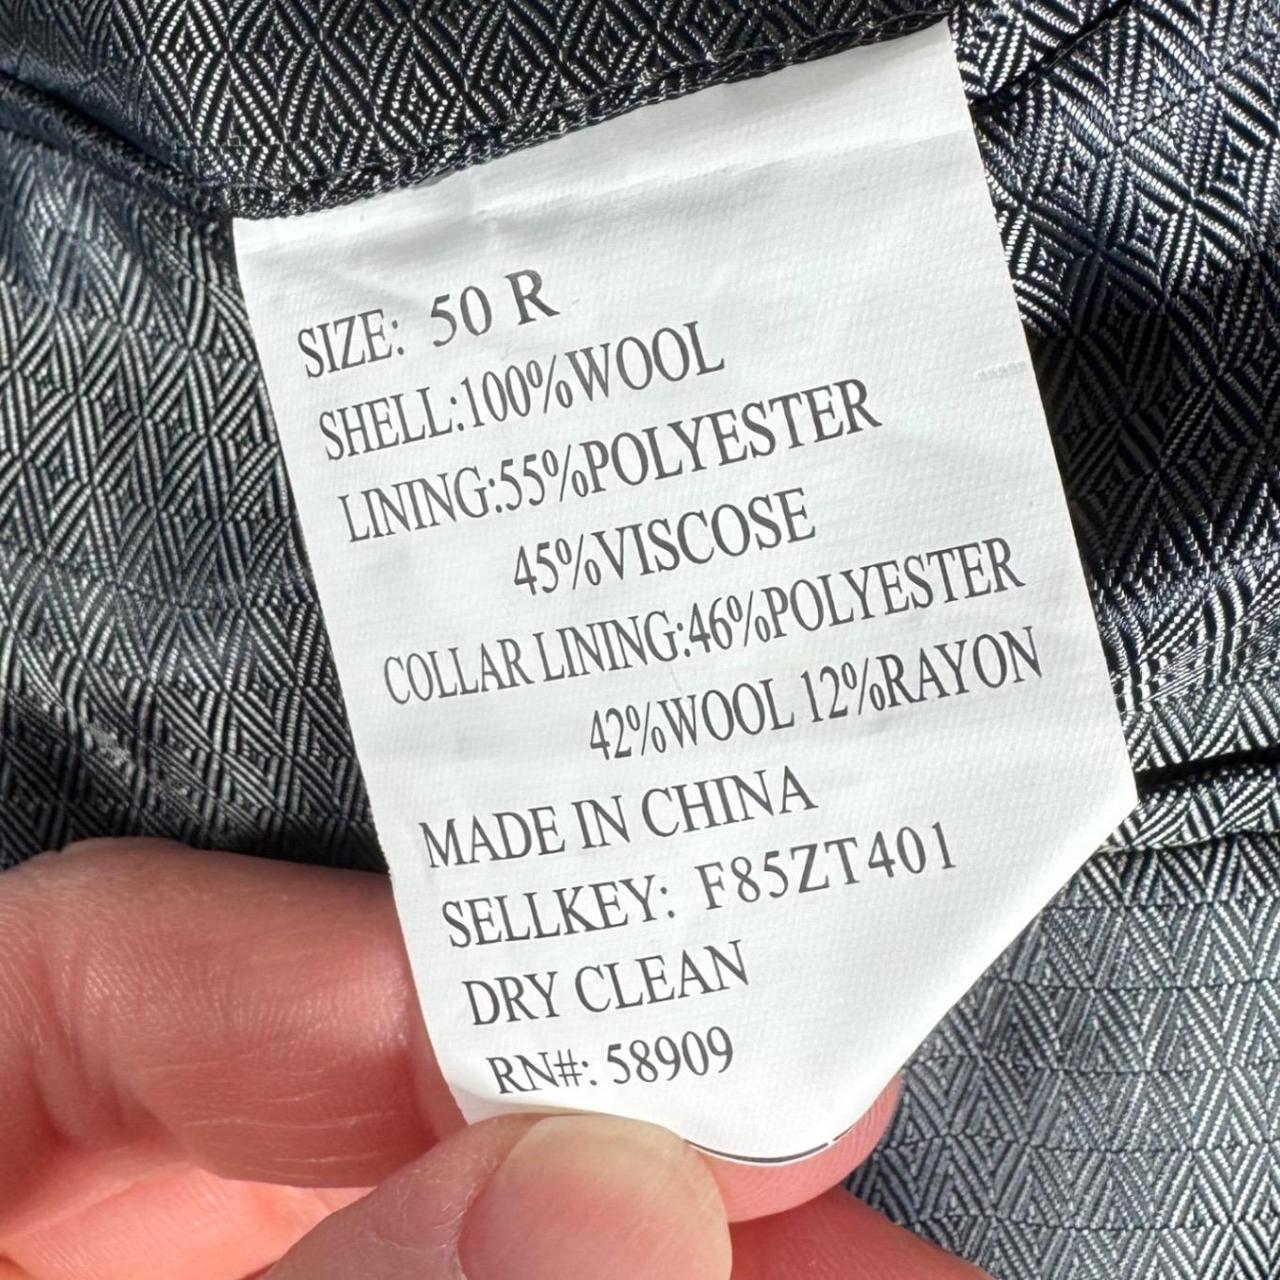 SIZE: 50 R
SHELL:100%WOOL
LINING:55%POLYESTER
45%VISCOSE
COLLAR LINING:46%POLYESTER
42%WOOL 12%RAYON
MADE IN CHINA
SELLKEY: F85ZT401
DRY CLEAN
RN#: 58909